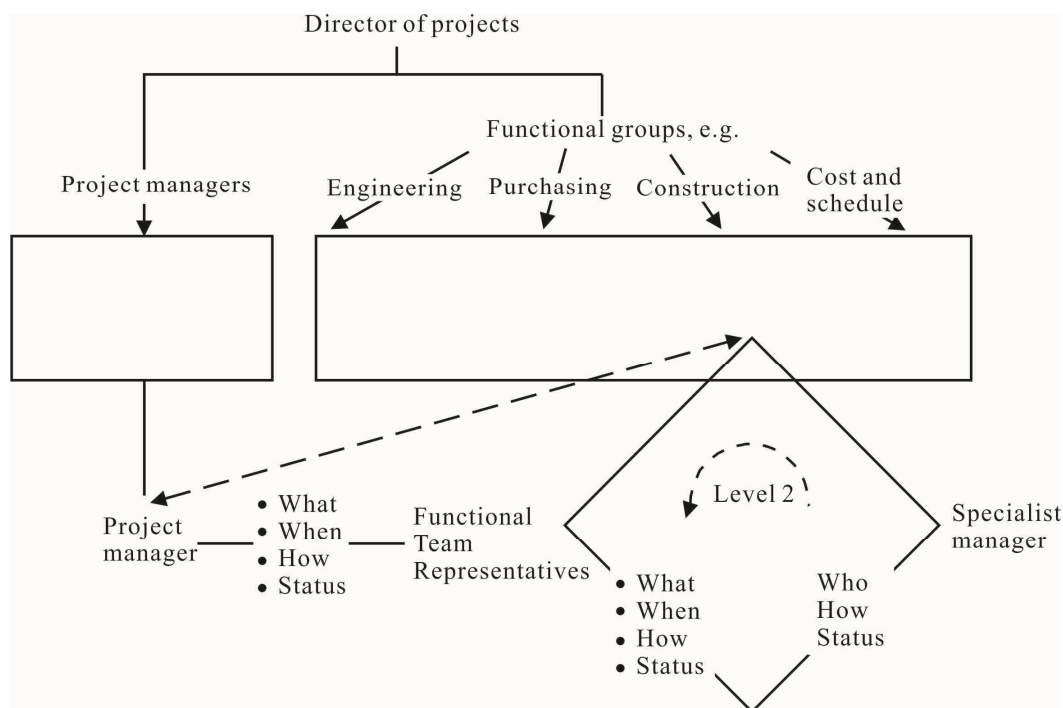 Director of projects
Functional groups, e.g.
Project managers
Engineering
Purchasing
Construction
Cost and
schedule
Project
manager
• What
• When
• How
• Status
Functional
Team
Representatives
Level 2
Specialist
manager
• What
• When
• How
• Status
Who
How
Status